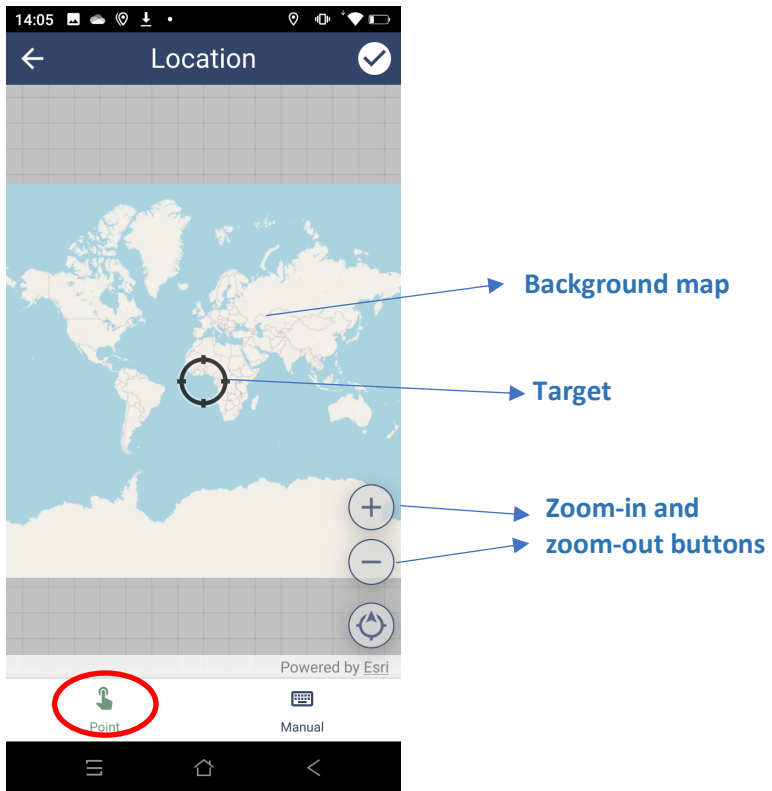 14:05
Location
Background map
Target
Zoom-in and
zoom-out buttons
Powered by Esri
Point
Manual